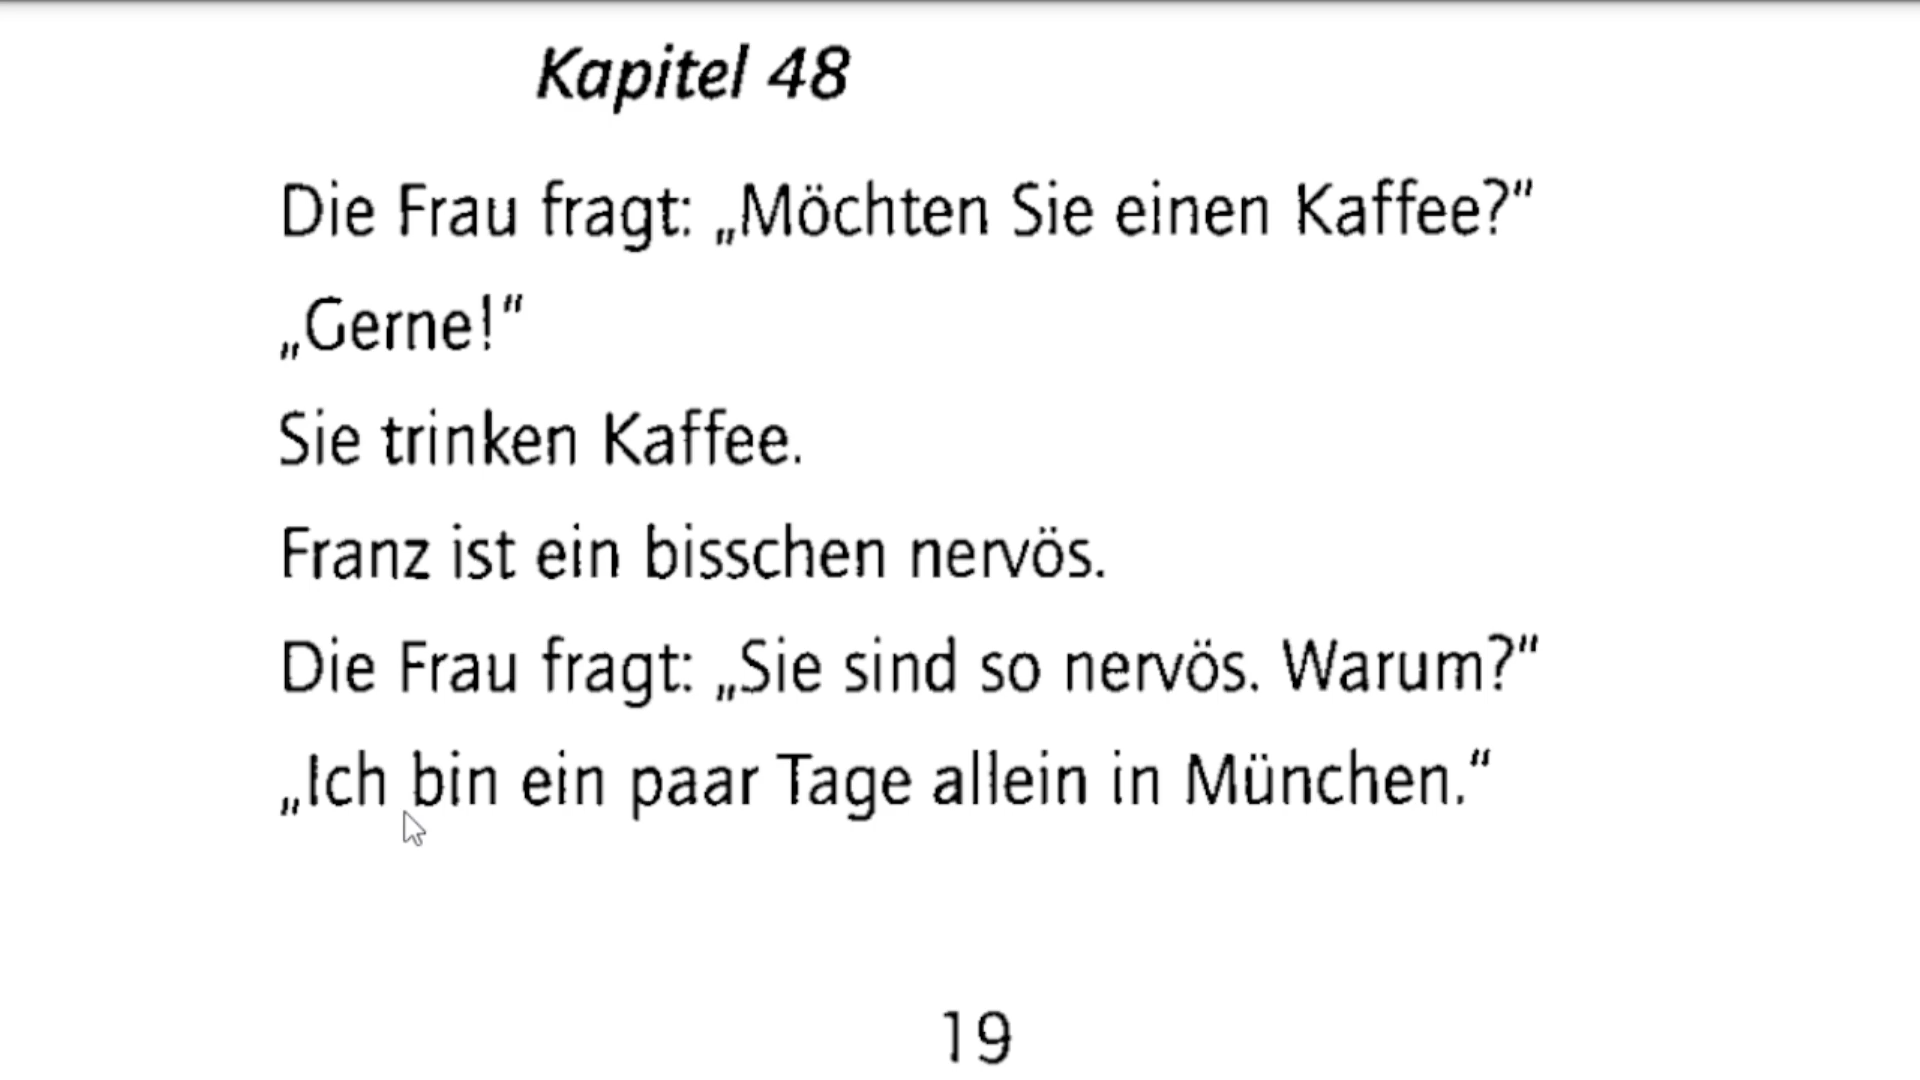 Kapitel 48
Die Frau fragt: „Möchten Sie einen Kaffee?“
„Gerne!“
Sie trinken Kaffee.
Franz ist ein bisschen nervös.
Die Frau fragt: „Sie sind so nervös. Warum?“
„Ich bin ein paar Tage allein in München.“
19